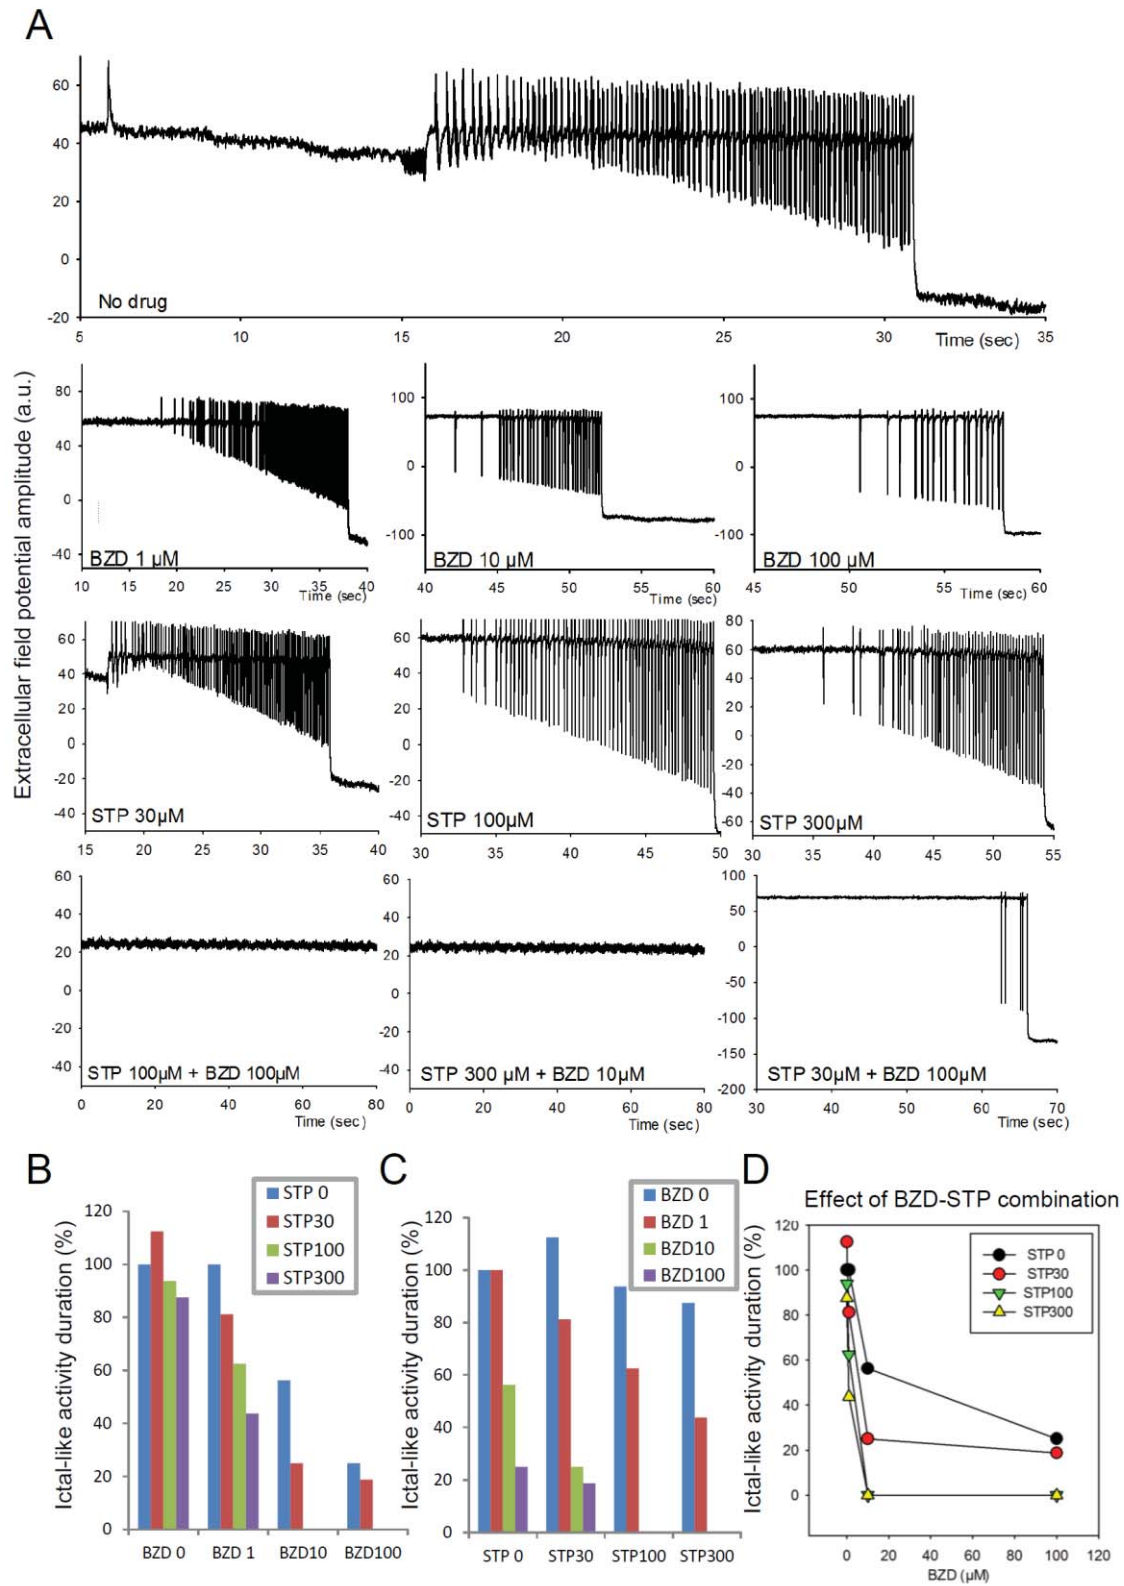 A
60
40
20
0
-20
No drug
5 10 15 20 25 30 35
Time (sec)
Extracellular field potential amplitude (a.u.)
80
40
0
-40
BZD 1 µM
10 15 20 25 30 35 40
Time (sec)
100
0
-100
BZD 10 µM
40 45 50 55 60
Time (sec)
100
0
-100
BZD 100 µM
45 50 55 60
Time (sec)
60
40
20
0
-20
-40
STP 30µM
15 20 25 30 35 40
60
40
20
0
-20
-40
STP 100µM
30 35 40 45 50
80
60
40
20
0
-20
-40
-60
STP 300µM
30 35 40 45 50 55
60
40
20
0
-20
-40
STP 100µM + BZD 100µM
0 20 40 60 80
Time (sec)
60
40
20
0
-20
-40
STP 300 µM + BZD 10µM
0 20 40 60 80
Time (sec)
100
50
0
-50
-100
-150
-200
STP 30µM + BZD 100µM
30 40 50 60 70
Time (sec)
B
Ictal-like activity duration (%)
120
100
80
60
40
20
0
STP 0
STP30
STP100
STP300
BZD 0 BZD 1 BZD10 BZD100
C
Ictal-like activity duration (%)
120
100
80
60
40
20
0
BZD 0
BZD 1
BZD10
BZD100
STP 0 STP30 STP100 STP300
D
Effect of BZD-STP combination
Ictal-like activity duration (%)
120
100
80
60
40
20
0
STP 0
STP30
STP100
STP300
0 20 40 60 80 100 120
BZD (µM)